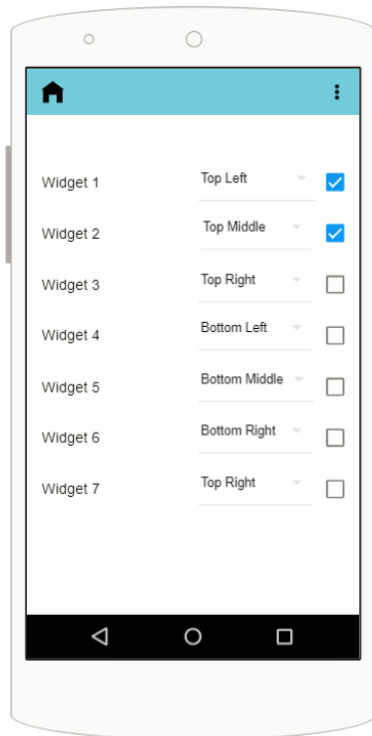 Widget 1 Top Left
Widget 2 Top Middle
Widget 3 Top Right
Widget 4 Bottom Left
Widget 5 Bottom Middle
Widget 6 Bottom Right
Widget 7 Top Right